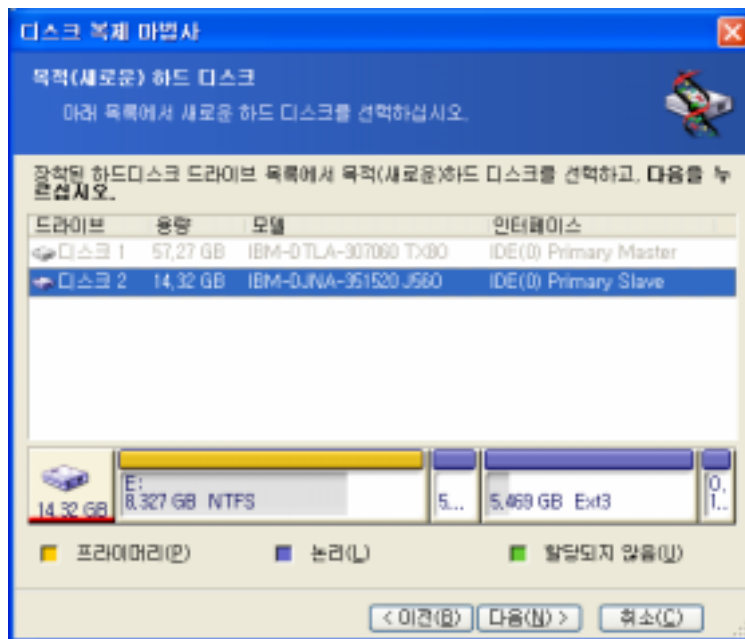 디스크 복제 마법사
목적(새로운) 하드 디스크
아래 목록에서 새로운 하드 디스크를 선택하십시오.
장착된 하드디스크 드라이브 목록에서 목적(새로운)하드 디스크를 선택하고, 다음을 누
르십시오.
드라이브 용량 모델 인터페이스
디스크 1 57,27 GB IBM-DTLA-307060 TX80 IDE(0) Primary Master
디스크 2 14,32 GB IBM-DJNA-351520 J560 IDE(0) Primary Slave
14,32 GB
E:
8,327 GB NTFS
5...
5,469 GB Ext3
0,
1...
프라이머리(P) 논리(L) 할당되지 않음(U)
< 이전(B) 다음(N) > 취소(C)